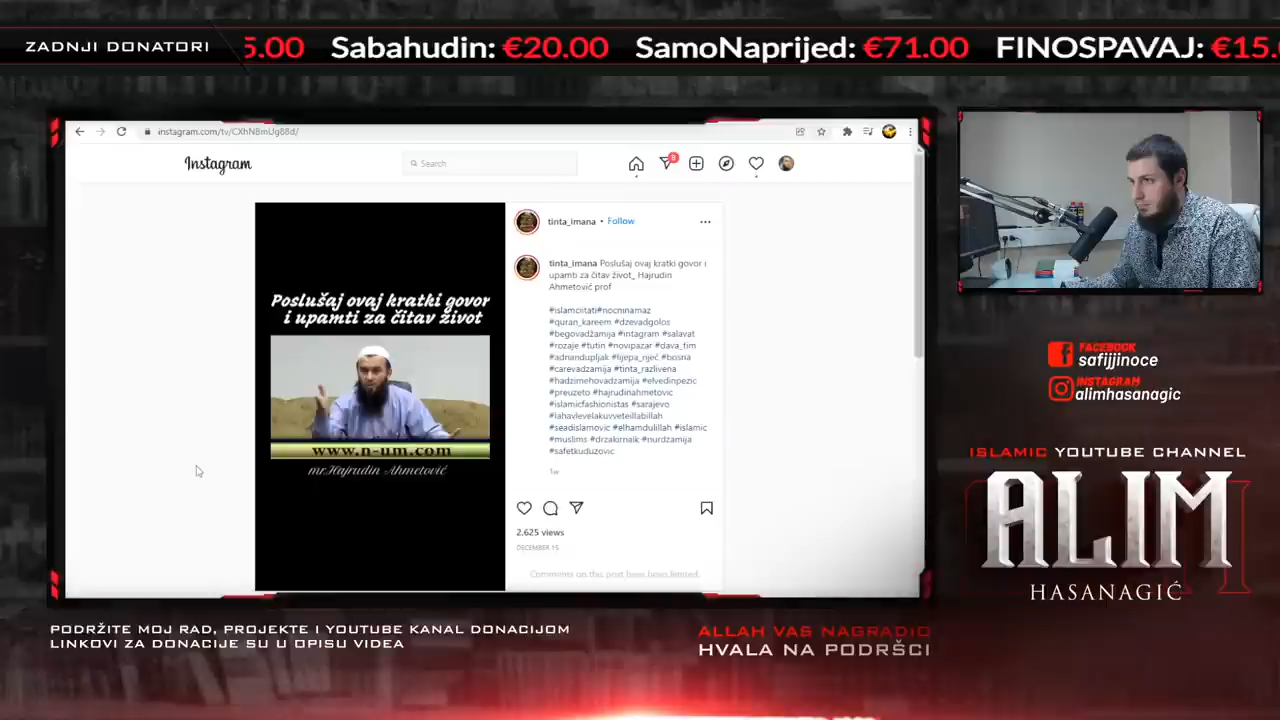 ZADNJI DONATORI
5.00 Sabahudin: €20.00 SamoNaprijed: €71.00 FINOSPAVAJ: €15.
instagram.com/tv/CXhNBmUg88d/
Instagram
Search
8
Poslušaj ovaj kratki govor
i upamti za čitav život
www.n-um.com
mr.Hajrudin Ahmetović
tinta_imana • Follow
tinta_imana Poslušaj ovaj kratki govor i
upamti za čitav život_ Hajrudin
Ahmetović prof
#islamcitati#nocninamaz
#quran_kareem #dzevadgolos
#begovadžamija #intagram #salavat
#rozaje #tutin #novipazar #dava_tim
#adnandupljak #lijepa_riječ #bosna
#carevadzamija #tinta_razlivena
#hadzimehovadzamija #elvedinpezic
#preuzeto #hajrudinahmetovic
#islamicfashionistas #sarajevo
#lahavlevelakuvveteillabillah
#seadislamovic #elhamdulillah #islamic
#muslims #drzakirnaik #nurdzamija
#safetkuduzovic
1w
2,625 views
DECEMBER 15
Comments on this post have been limited.
FACEBOOK
safijjinoce
INSTAGRAM
alimhasanagic
ISLAMIC YOUTUBE CHANNEL
ALIM
HASANAGIĆ
PODRŽITE MOJ RAD, PROJEKTE I YOUTUBE KANAL DONACIJOM
LINKOVI ZA DONACIJE SU U OPISU VIDEA
ALLAH VAS NAGRADIO
HVALA NA PODRŠCI